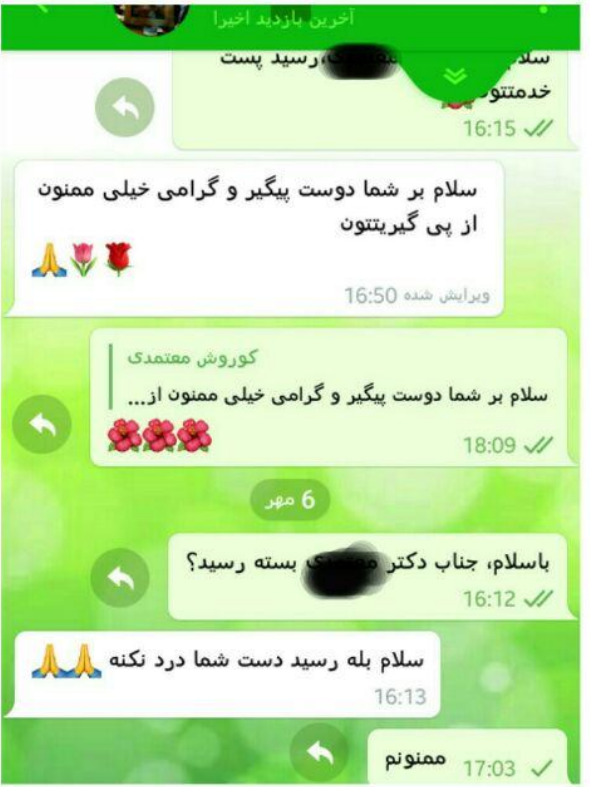 آخرین بازدید اخیرا
رسید پست
16:15
سلام بر شما دوست پیگیر و گرامی خیلی ممنون
از پی گیریتتون
🙏🌷🌹
ویرایش شده 16:50
کوروش معتمدی
سلام بر شما دوست پیگیر و گرامی خیلی ممنون از...
🌺🌺🌺
18:09
6 مهر
باسلام، جناب دکتر بسته رسید؟
16:12
سلام بله رسید دست شما درد نکنه 🙏🙏
16:13
ممنونم
17:03